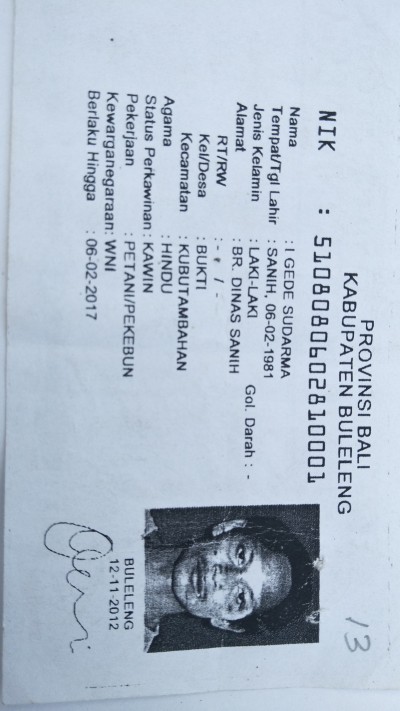 13
PROVINSI BALI
KABUPATEN BULELENG
NIK : 5108080602810001
Nama : I GEDE SUDARMA
Tempat/Tgl Lahir : SANIH, 06-02-1981
Jenis Kelamin : LAKI-LAKI Gol. Darah : -
Alamat : BR. DINAS SANIH
RT/RW : - / -
Kel/Desa : BUKTI
Kecamatan : KUBUTAMBAHAN
Agama : HINDU
Status Perkawinan : KAWIN
Pekerjaan : PETANI/PEKEBUN
Kewarganegaraan: WNI
Berlaku Hingga : 06-02-2017
BULELENG
12-11-2012